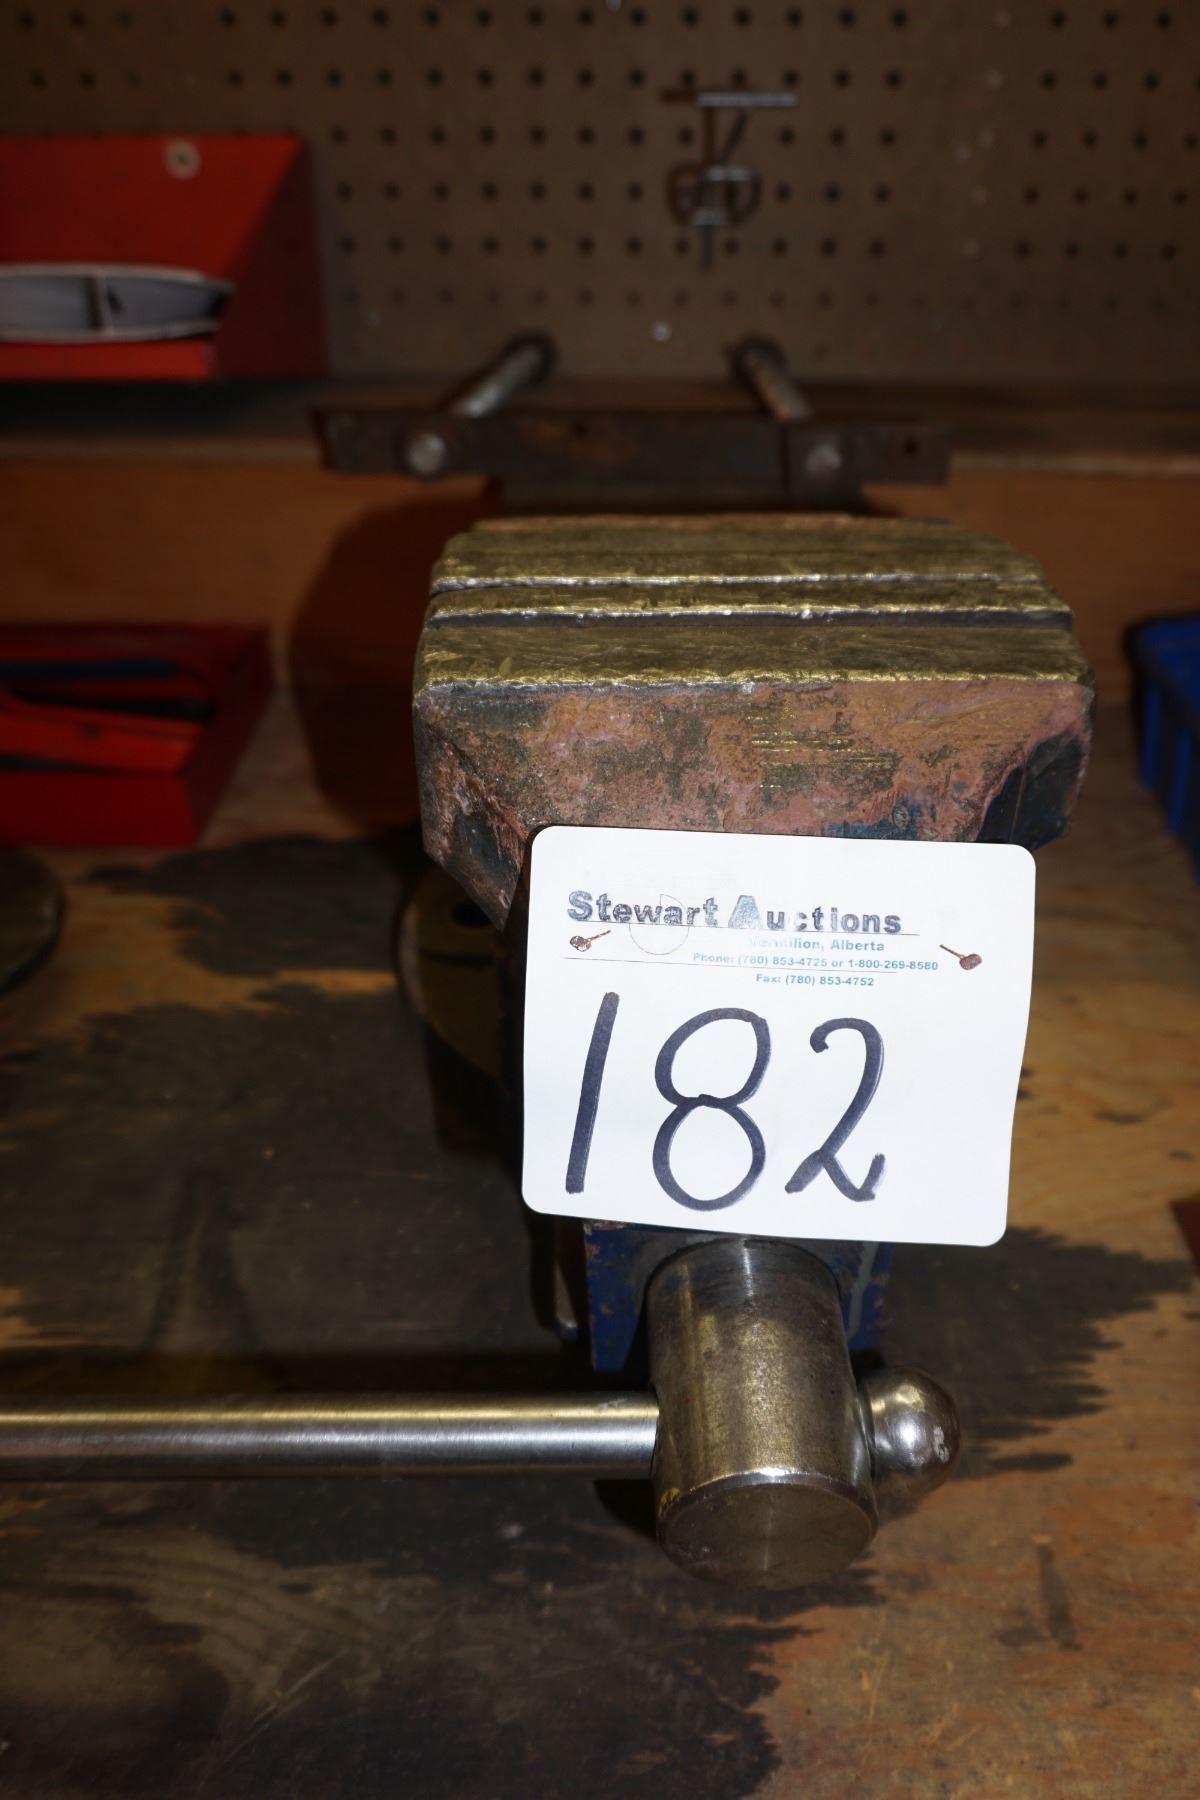 Stewart Auctions
Vermilion, Alberta
Phone: (780) 853-4725 or 1-800-269-8580
Fax: (780) 853-4752
182